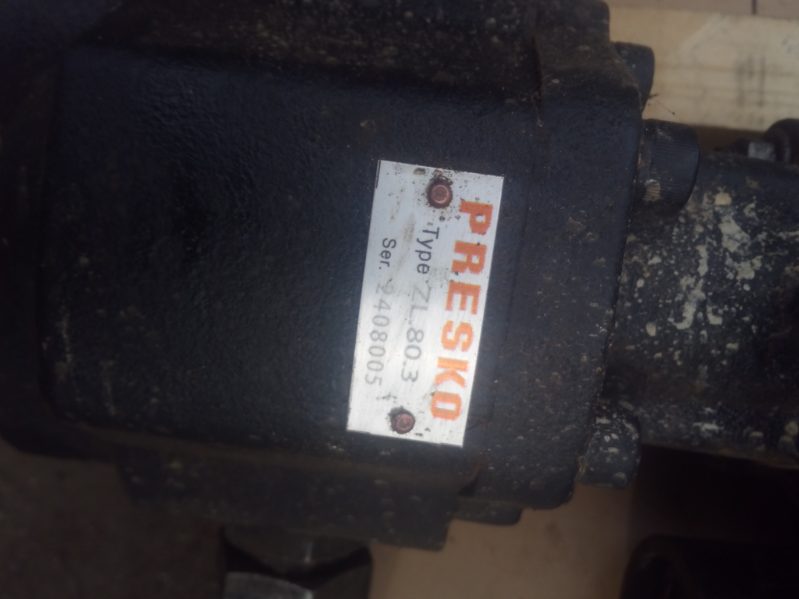 PRESKO
Type ZL.80.3
Ser. 2408005